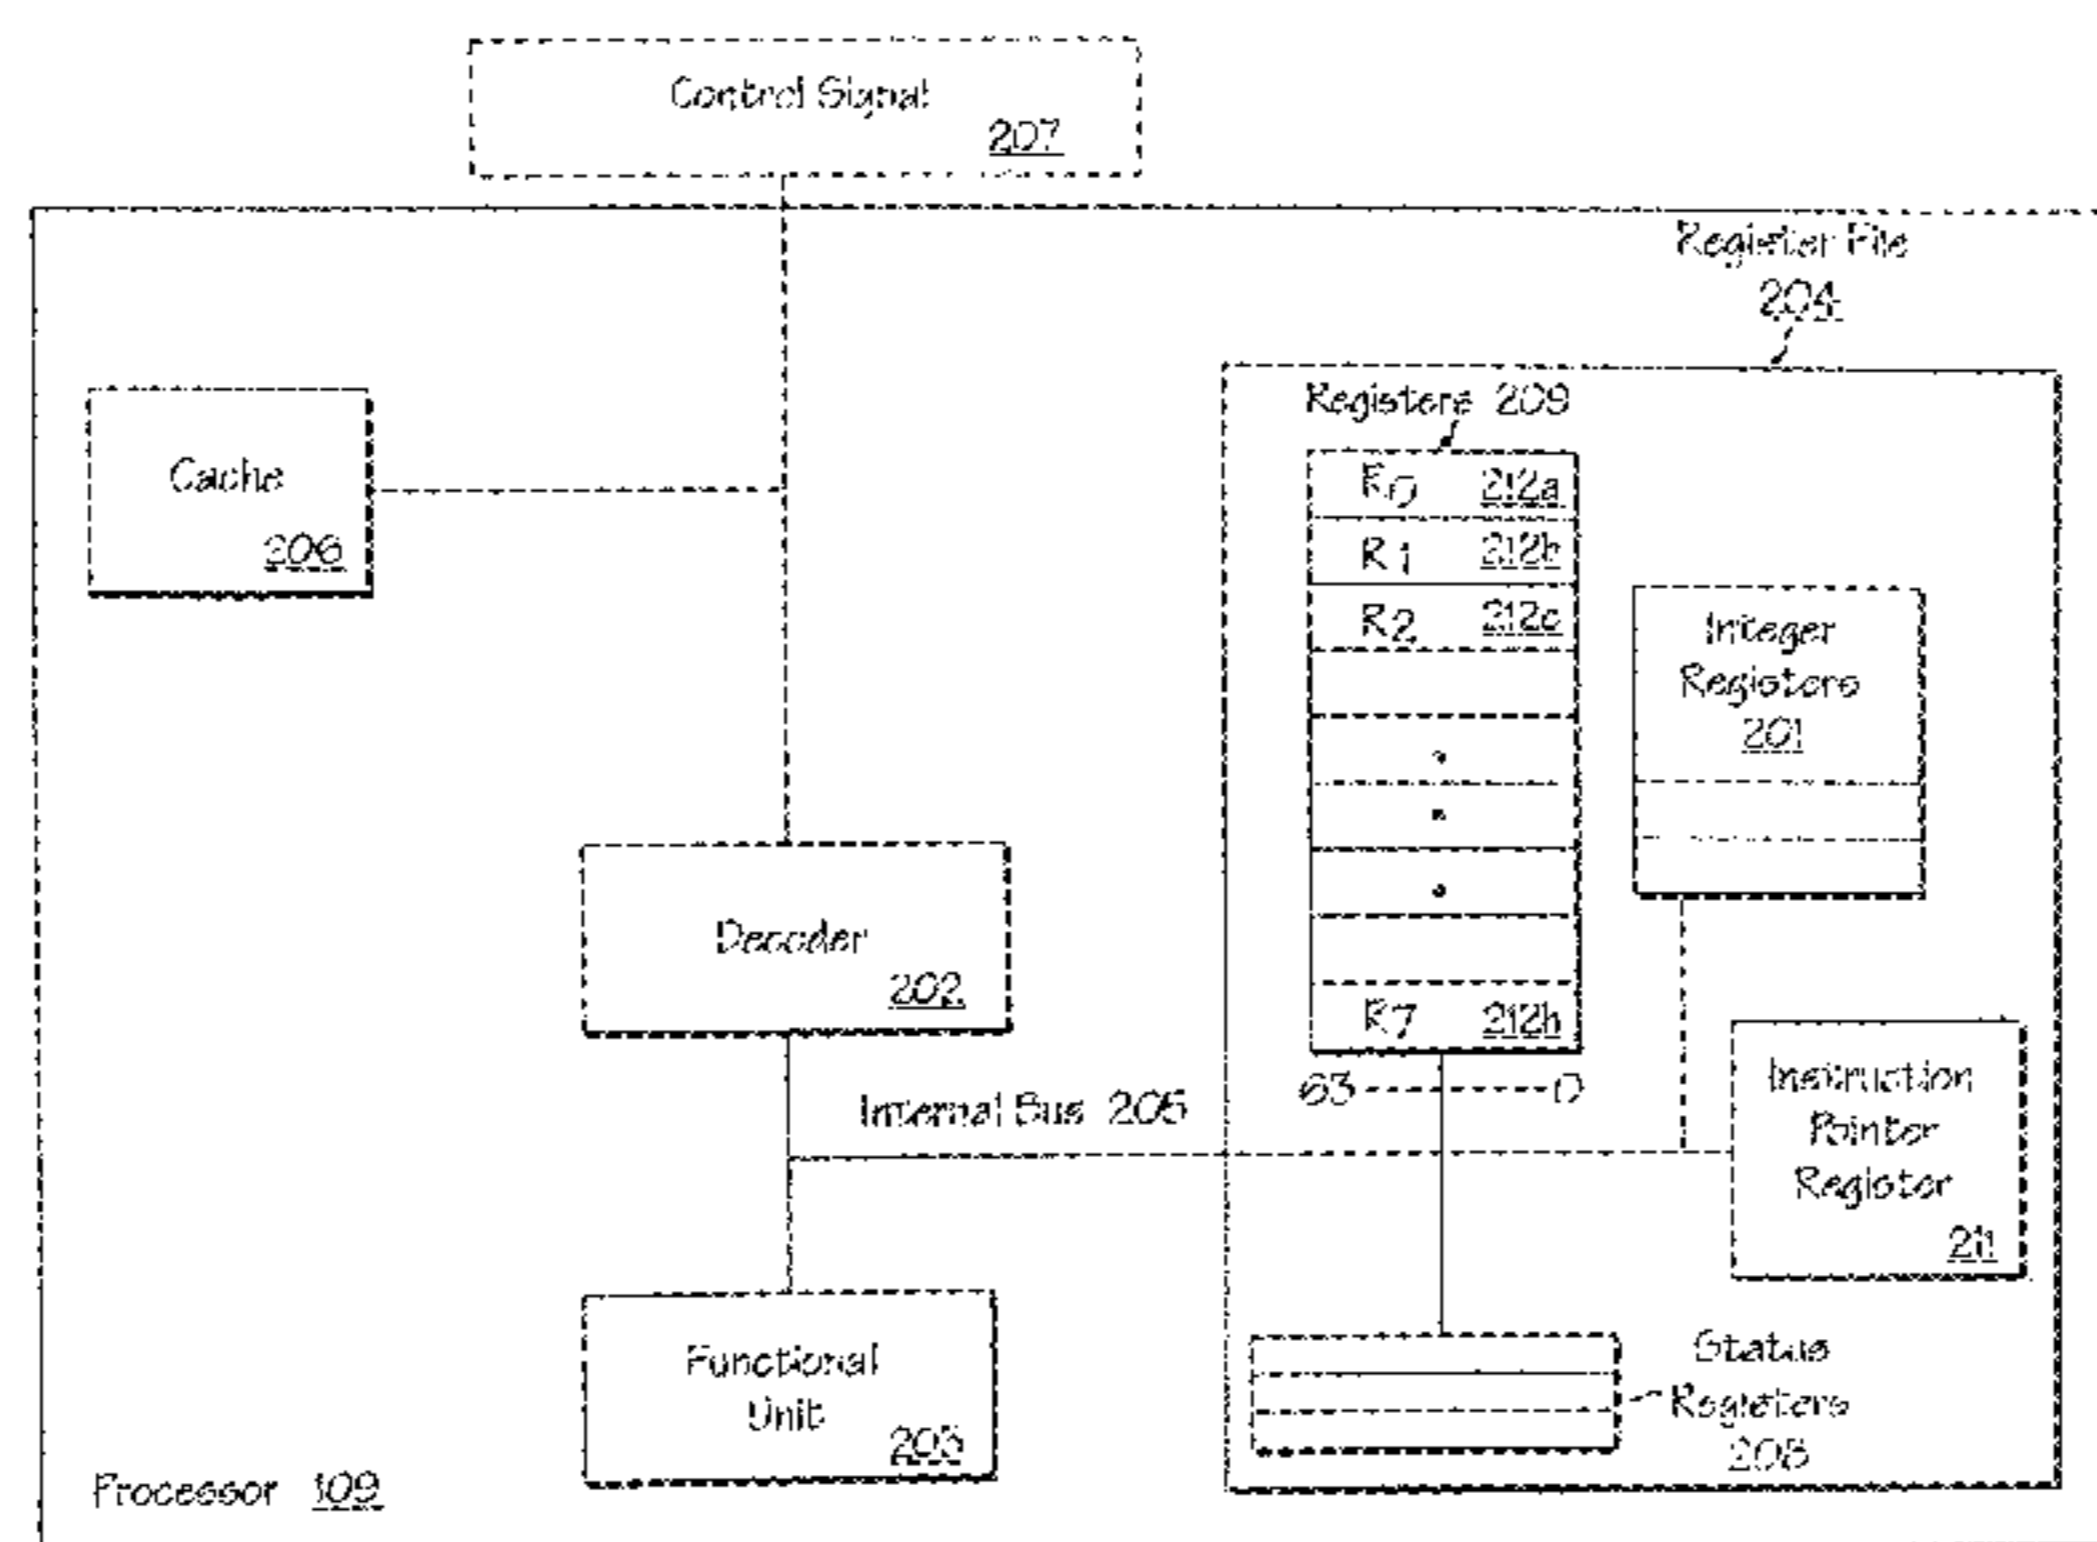 Control Signal
207
Register File
204
Registers 209
Cache
206
R0 212a
R1 212b
R2 212c
Integer
Registers
201
Decoder
202
R7 212h
63 0
Internal Bus 205
Instruction
Pointer
Register
211
Functional
Unit
203
Status
Registers
208
Processor 109